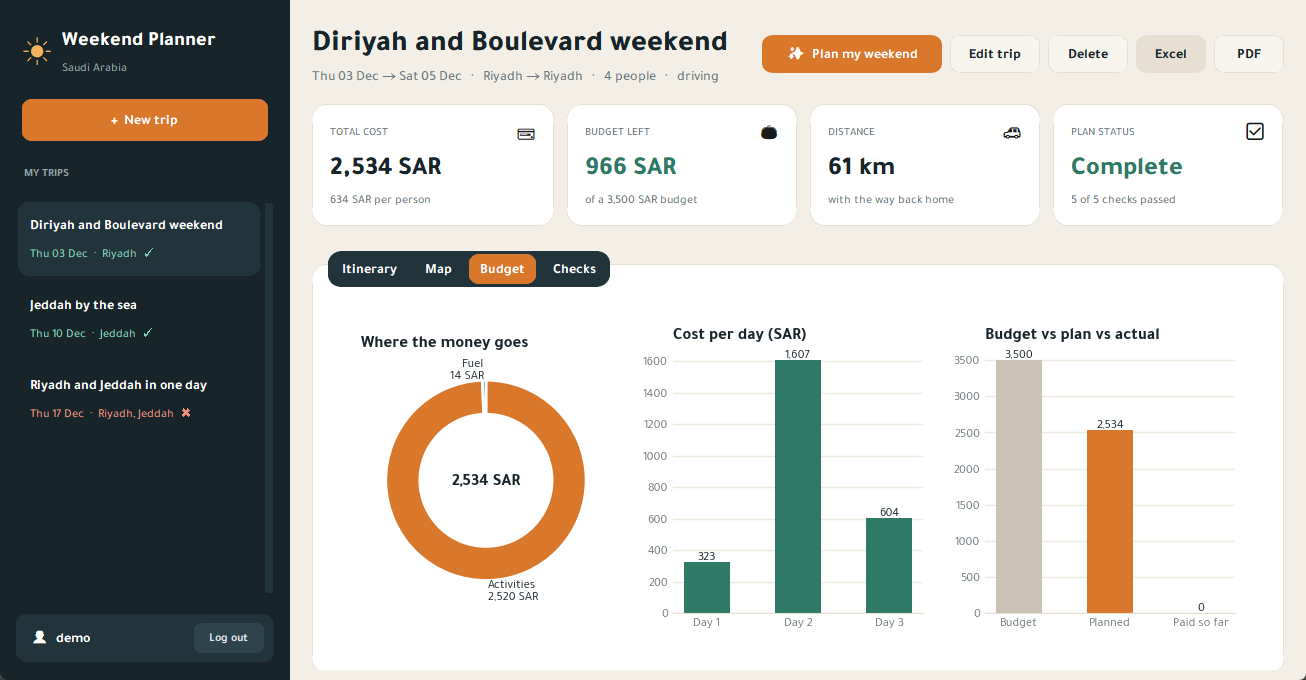 Weekend Planner
Saudi Arabia
+ New trip
MY TRIPS
Diriyah and Boulevard weekend
Thu 03 Dec · Riyadh ✓
Jeddah by the sea
Thu 10 Dec · Jeddah ✓
Riyadh and Jeddah in one day
Thu 17 Dec · Riyadh, Jeddah ✖
demo
Log out
Diriyah and Boulevard weekend
Thu 03 Dec → Sat 05 Dec · Riyadh → Riyadh · 4 people · driving
Plan my weekend
Edit trip
Delete
Excel
PDF
TOTAL COST
2,534 SAR
634 SAR per person
BUDGET LEFT
966 SAR
of a 3,500 SAR budget
DISTANCE
61 km
with the way back home
PLAN STATUS
Complete
5 of 5 checks passed
Itinerary
Map
Budget
Checks
Where the money goes
Fuel
14 SAR
2,534 SAR
Activities
2,520 SAR
Cost per day (SAR)
1600
1400
1200
1000
800
600
400
200
0
323
1,607
604
Day 1
Day 2
Day 3
Budget vs plan vs actual
3500
3000
2500
2000
1500
1000
500
0
3,500
2,534
0
Budget
Planned
Paid so far